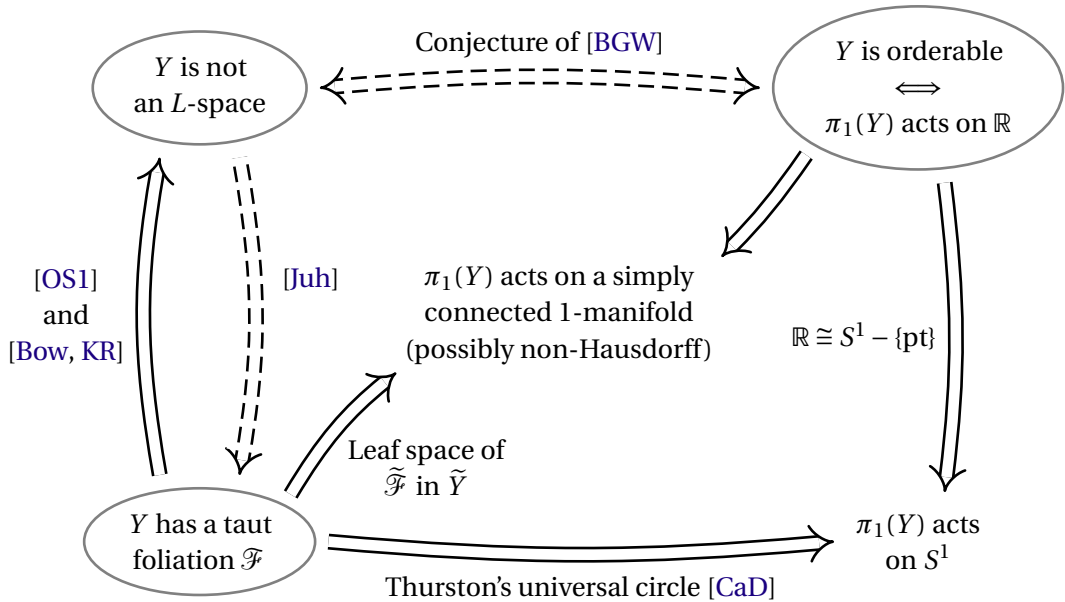 Conjecture of [BGW]
Y is not
an L-space
Y is orderable
⟺
π₁(Y) acts on ℝ
[OS1]
and
[Bow, KR]
[Juh]
π₁(Y) acts on a simply
connected 1-manifold
(possibly non-Hausdorff)
ℝ ≅ S¹ − {pt}
Leaf space of
ℱ̃ in Ỹ
Y has a taut
foliation ℱ
π₁(Y) acts
on S¹
Thurston's universal circle [CaD]